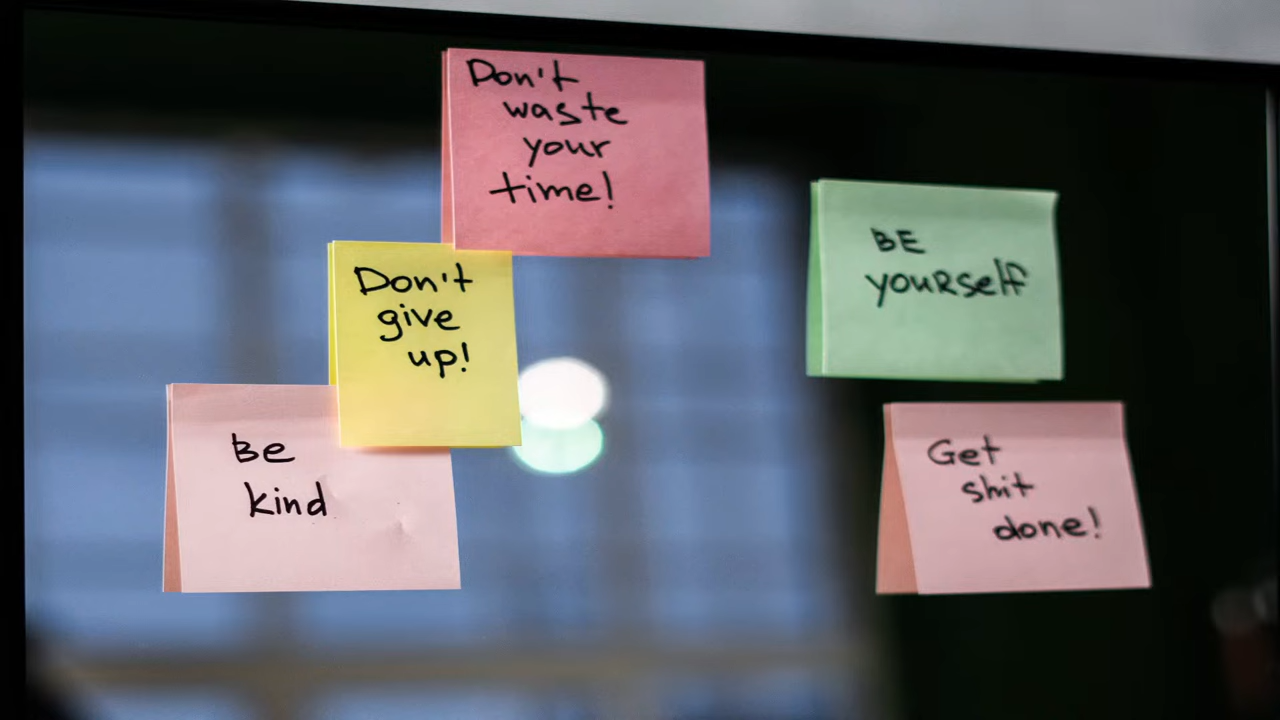 Don't
waste
your
time!
Don't
give
up!
Be
kind
BE
youRself
Get
shit
done!